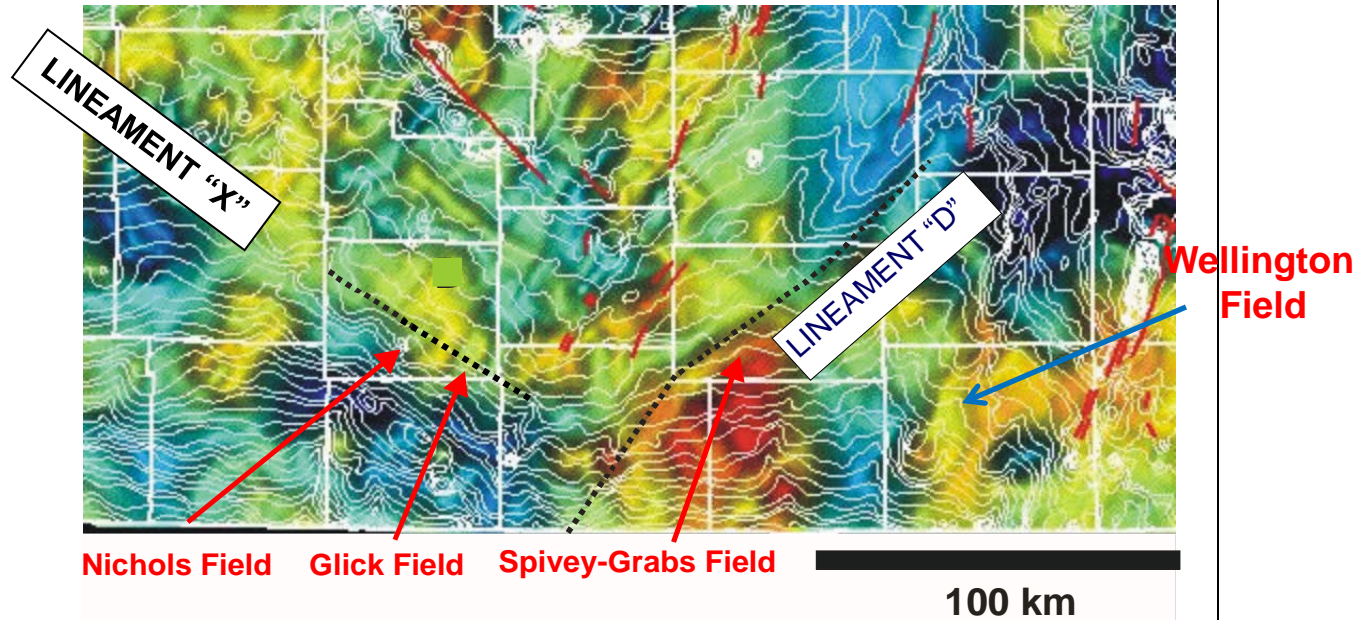 LINEAMENT “X”
LINEAMENT “D”
Wellington
Field
Nichols Field
Glick Field
Spivey-Grabs Field
100 km